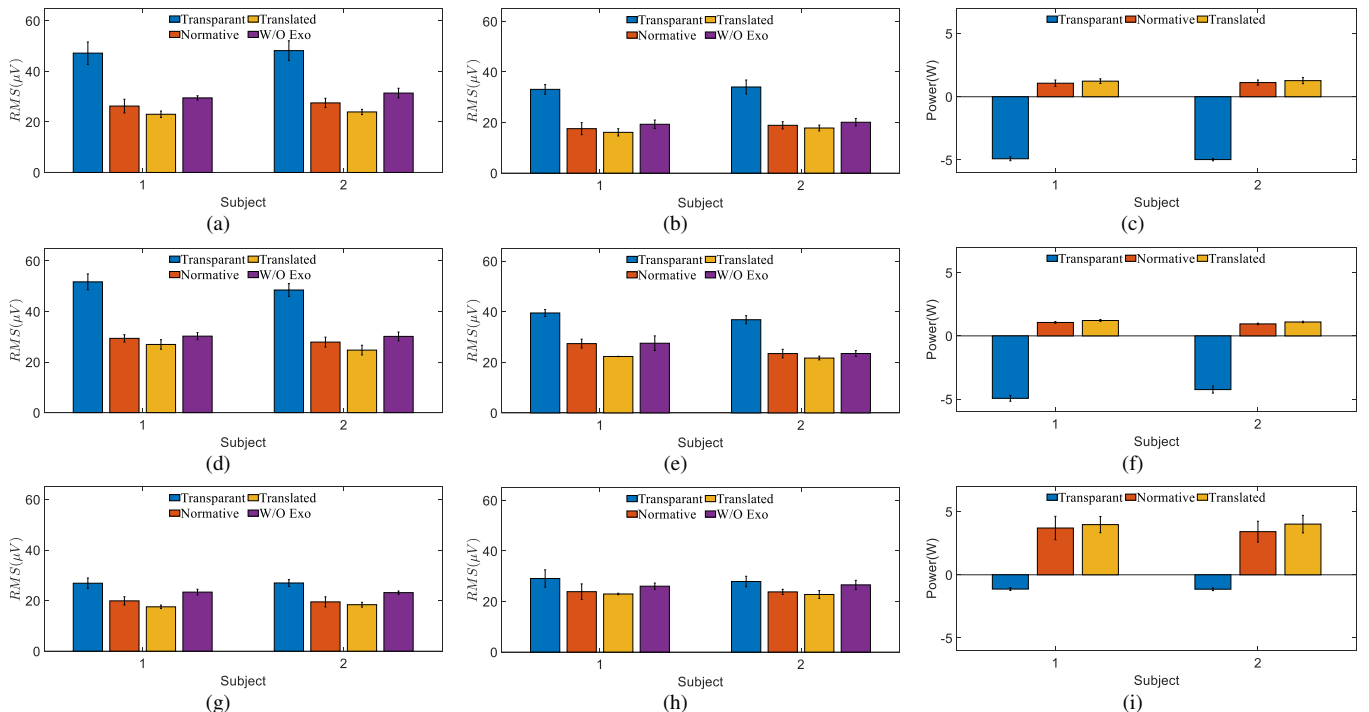 60
40
20
0
RMS(μV)
Transparant Translated
Normative W/O Exo
1 2
Subject
(a)
60
40
20
0
RMS(μV)
Transparant Translated
Normative W/O Exo
1 2
Subject
(b)
5
0
-5
Power(W)
Transparant Normative Translated
1 2
Subject
(c)
60
40
20
0
RMS(μV)
Transparant Translated
Normative W/O Exo
1 2
Subject
(d)
60
40
20
0
RMS(μV)
Transparant Translated
Normative W/O Exo
1 2
Subject
(e)
5
0
-5
Power(W)
Transparant Normative Translated
1 2
Subject
(f)
60
40
20
0
RMS(μV)
Transparant Translated
Normative W/O Exo
1 2
Subject
(g)
60
40
20
0
RMS(μV)
Transparant Translated
Normative W/O Exo
1 2
Subject
(h)
5
0
-5
Power(W)
Transparant Normative Translated
1 2
Subject
(i)